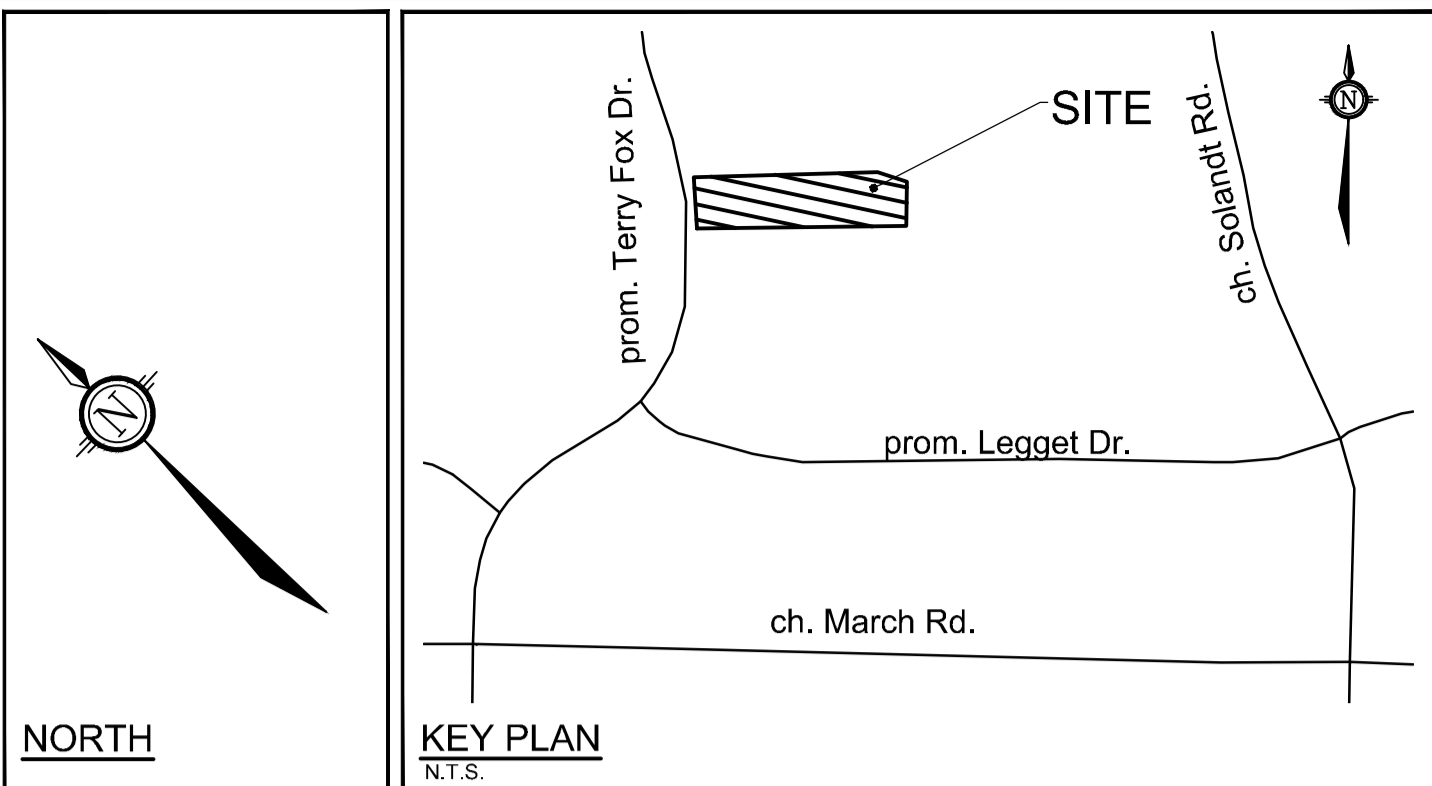 N
NORTH
SITE
N
prom. Terry Fox Dr.
ch. Solandt Rd.
prom. Legget Dr.
ch. March Rd.
KEY PLAN
N.T.S.